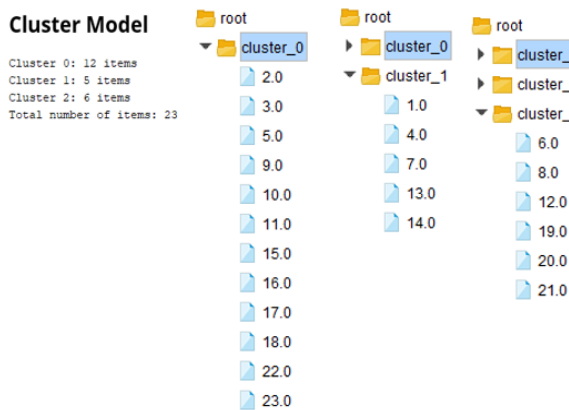 Cluster Model
Cluster 0: 12 items
Cluster 1: 5 items
Cluster 2: 6 items
Total number of items: 23
root
cluster_0
2.0
3.0
5.0
9.0
10.0
11.0
15.0
16.0
17.0
18.0
22.0
23.0
root
cluster_0
cluster_1
1.0
4.0
7.0
13.0
14.0
root
cluster_
cluster_
cluster_
6.0
8.0
12.0
19.0
20.0
21.0